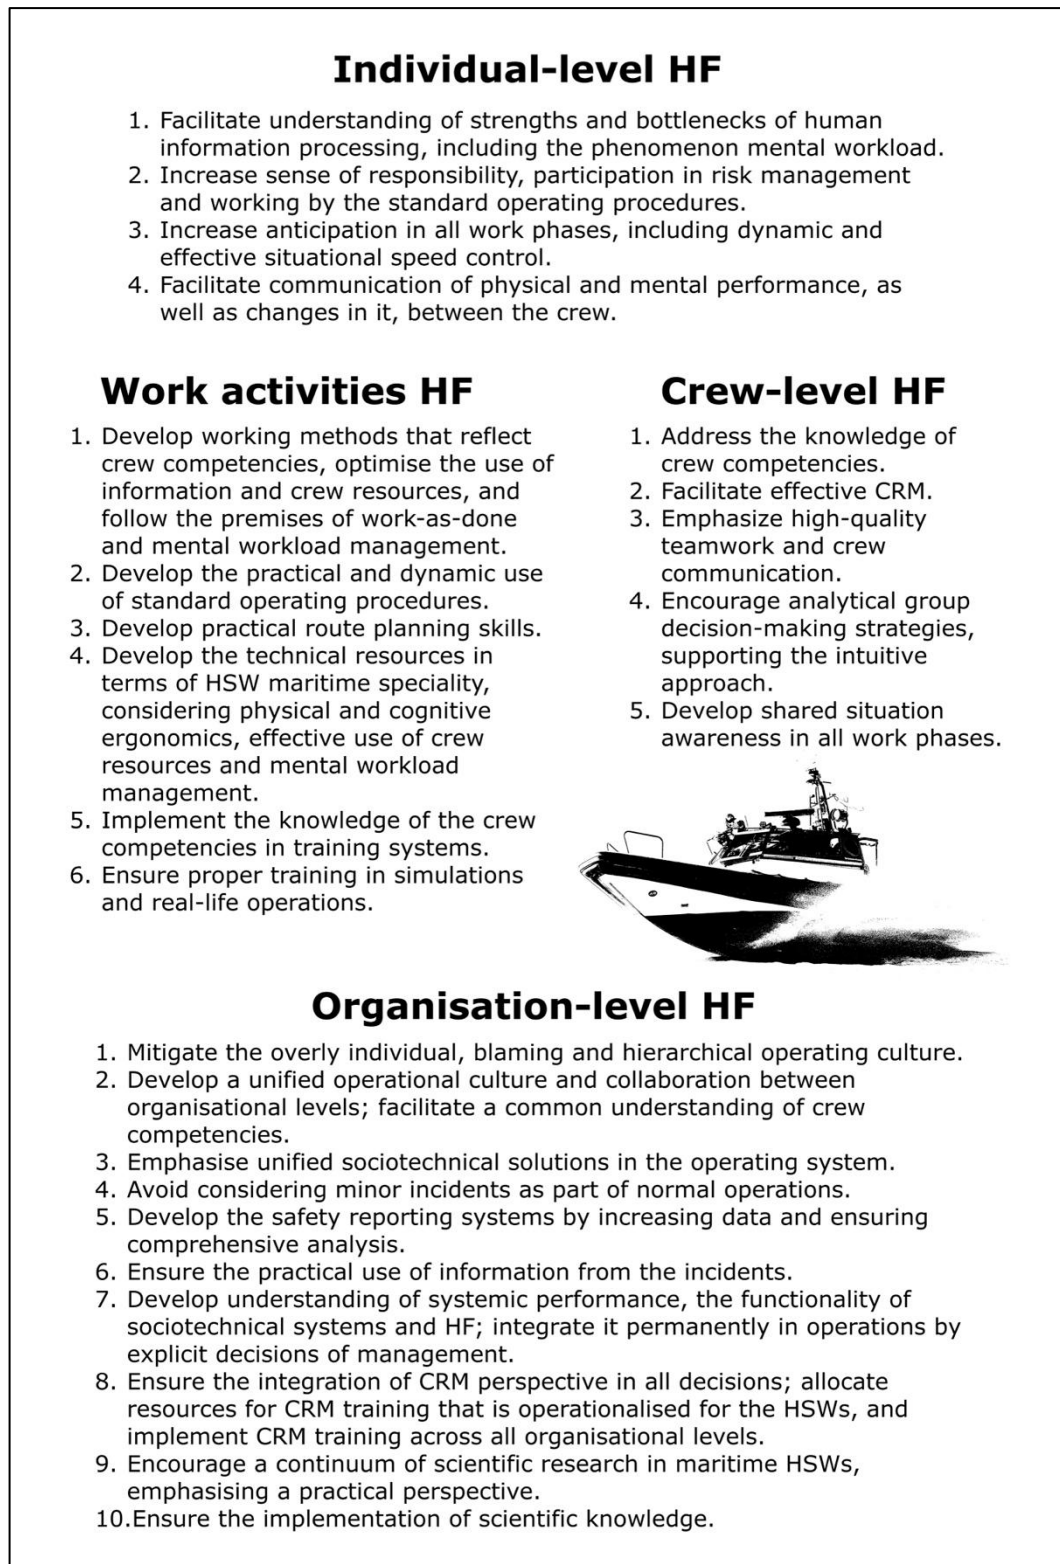 Individual-level HF
1. Facilitate understanding of strengths and bottlenecks of human
information processing, including the phenomenon mental workload.
2. Increase sense of responsibility, participation in risk management
and working by the standard operating procedures.
3. Increase anticipation in all work phases, including dynamic and
effective situational speed control.
4. Facilitate communication of physical and mental performance, as
well as changes in it, between the crew.
Work activities HF
1. Develop working methods that reflect
crew competencies, optimise the use of
information and crew resources, and
follow the premises of work-as-done
and mental workload management.
2. Develop the practical and dynamic use
of standard operating procedures.
3. Develop practical route planning skills.
4. Develop the technical resources in
terms of HSW maritime speciality,
considering physical and cognitive
ergonomics, effective use of crew
resources and mental workload
management.
5. Implement the knowledge of the crew
competencies in training systems.
6. Ensure proper training in simulations
and real-life operations.
Crew-level HF
1. Address the knowledge of
crew competencies.
2. Facilitate effective CRM.
3. Emphasize high-quality
teamwork and crew
communication.
4. Encourage analytical group
decision-making strategies,
supporting the intuitive
approach.
5. Develop shared situation
awareness in all work phases.
Organisation-level HF
1. Mitigate the overly individual, blaming and hierarchical operating culture.
2. Develop a unified operational culture and collaboration between
organisational levels; facilitate a common understanding of crew
competencies.
3. Emphasise unified sociotechnical solutions in the operating system.
4. Avoid considering minor incidents as part of normal operations.
5. Develop the safety reporting systems by increasing data and ensuring
comprehensive analysis.
6. Ensure the practical use of information from the incidents.
7. Develop understanding of systemic performance, the functionality of
sociotechnical systems and HF; integrate it permanently in operations by
explicit decisions of management.
8. Ensure the integration of CRM perspective in all decisions; allocate
resources for CRM training that is operationalised for the HSWs, and
implement CRM training across all organisational levels.
9. Encourage a continuum of scientific research in maritime HSWs,
emphasising a practical perspective.
10.Ensure the implementation of scientific knowledge.